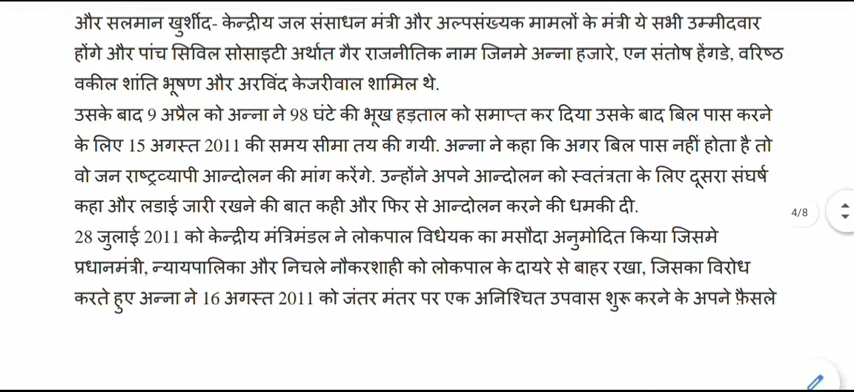 और सलमान खुर्शीद- केन्द्रीय जल संसाधन मंत्री और अल्पसंख्यक मामलों के मंत्री ये सभी उम्मीदवार
होंगे और पांच सिविल सोसाइटी अर्थात गैर राजनीतिक नाम जिनमे अन्ना हजारे, एन संतोष हेंगडे, वरिष्ठ
वकील शांति भूषण और अरविंद केजरीवाल शामिल थे.
उसके बाद 9 अप्रैल को अन्ना ने 98 घंटे की भूख हड़ताल को समाप्त कर दिया उसके बाद बिल पास करने
के लिए 15 अगस्त 2011 की समय सीमा तय की गयी. अन्ना ने कहा कि अगर बिल पास नहीं होता है तो
वो जन राष्ट्रव्यापी आन्दोलन की मांग करेंगे. उन्होंने अपने आन्दोलन को स्वतंत्रता के लिए दूसरा संघर्ष
कहा और लडाई जारी रखने की बात कही और फिर से आन्दोलन करने की धमकी दी.
4/8
28 जुलाई 2011 को केन्द्रीय मंत्रिमंडल ने लोकपाल विधेयक का मसौदा अनुमोदित किया जिसमे
प्रधानमंत्री, न्यायपालिका और निचले नौकरशाही को लोकपाल के दायरे से बाहर रखा, जिसका विरोध
करते हुए अन्ना ने 16 अगस्त 2011 को जंतर मंतर पर एक अनिश्चित उपवास शुरू करने के अपने फ़ैसले